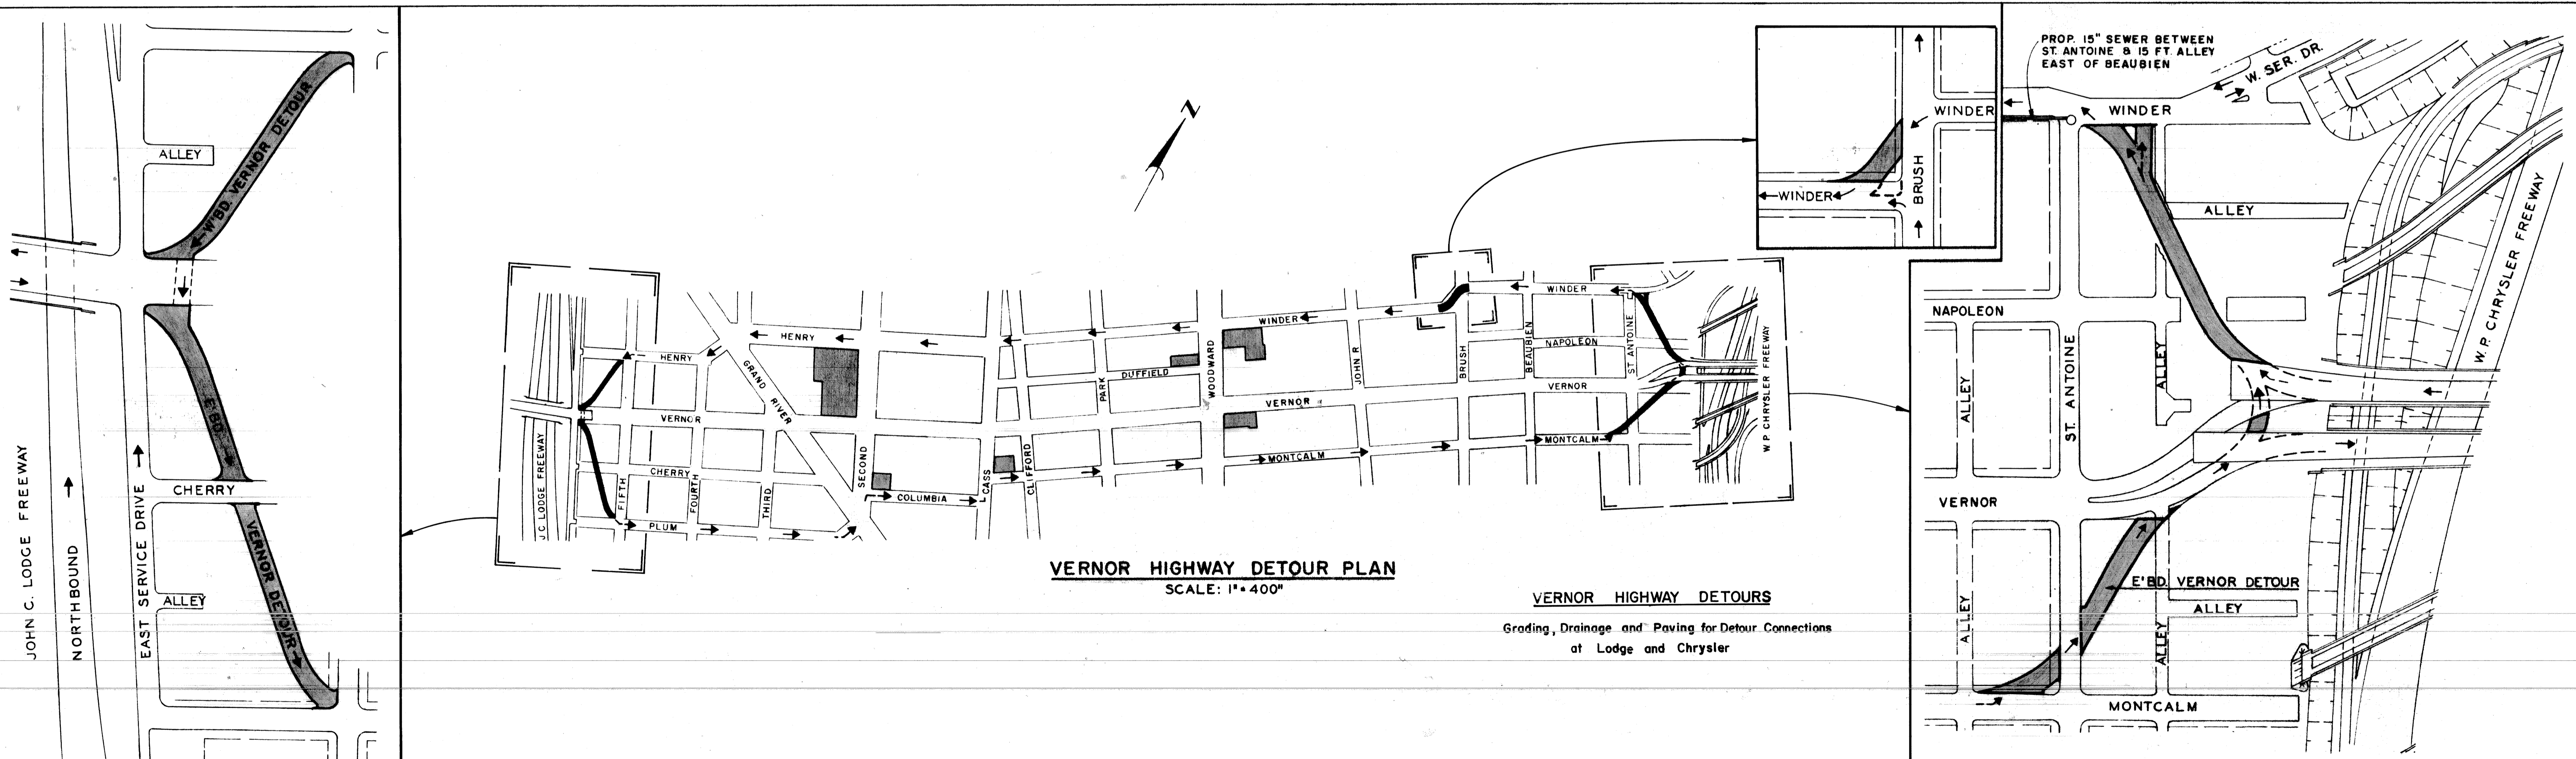 ALLEY
W'BD. VERNOR DETOUR
E'BD.
VERNOR DETOUR
CHERRY
ALLEY
JOHN C. LODGE FREEWAY
NORTHBOUND
EAST SERVICE DRIVE
N
HENRY
HENRY
GRAND RIVER
VERNOR
CHERRY
J C LODGE FREEWAY
FIFTH
FOURTH
THIRD
SECOND
PLUM
COLUMBIA
CASS
CLIFFORD
PARK
DUFFIELD
WOODWARD
WINDER
VERNOR
MONTCALM
JOHN R
BRUSH
BEAUBIEN
WINDER
NAPOLEON
ST. ANTOINE
VERNOR
MONTCALM
W P CHRYSLER FREEWAY
VERNOR HIGHWAY DETOUR PLAN
SCALE: 1"=400"
VERNOR HIGHWAY DETOURS
Grading, Drainage and Paving for Detour Connections
at Lodge and Chrysler
WINDER
WINDER
BRUSH
PROP. 15" SEWER BETWEEN
ST. ANTOINE & 15 FT. ALLEY
EAST OF BEAUBIEN
W. SER. DR.
WINDER
ALLEY
NAPOLEON
ST. ANTOINE
ALLEY
ALLEY
W. P. CHRYSLER FREEWAY
VERNOR
E'BD. VERNOR DETOUR
ALLEY
ALLEY
ALLEY
MONTCALM